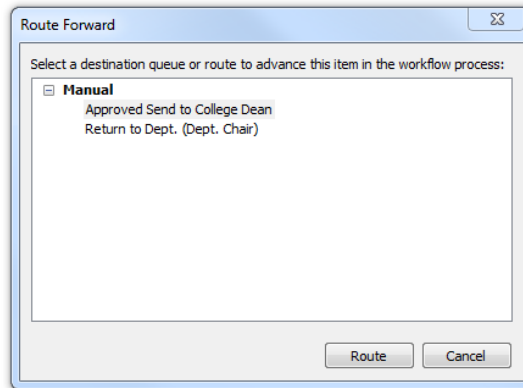 Route Forward
Select a destination queue or route to advance this item in the workflow process:
Manual
Approved Send to College Dean
Return to Dept. (Dept. Chair)
Route Cancel